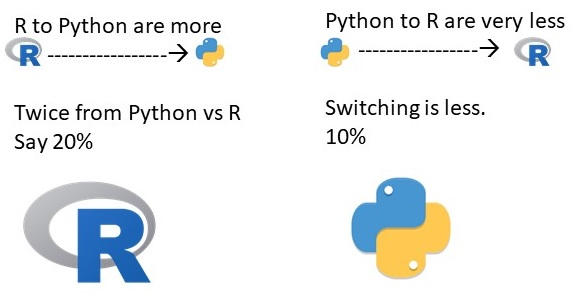 R to Python are more
R ----------------→
Twice from Python vs R
Say 20%
R
Python to R are very less
----------------→ R
Switching is less.
10%